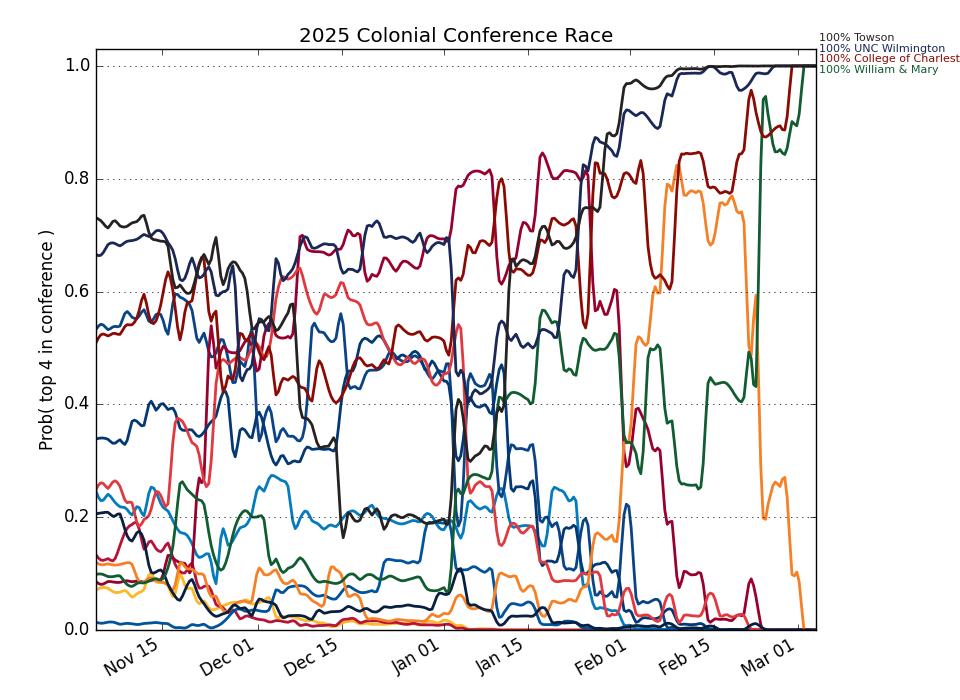 2025 Colonial Conference Race
100% Towson
100% UNC Wilmington
100% College of Charlest
100% William & Mary
Prob( top 4 in conference )
1.0
0.8
0.6
0.4
0.2
0.0
Nov 15
Dec 01
Dec 15
Jan 01
Jan 15
Feb 01
Feb 15
Mar 01